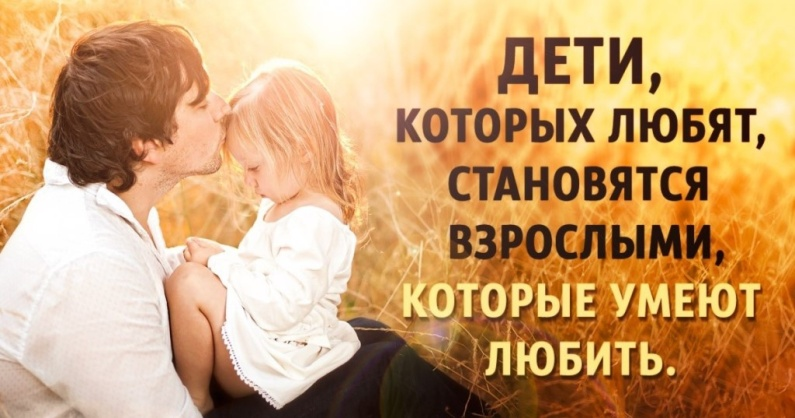 ДЕТИ,
КОТОРЫХ ЛЮБЯТ,
СТАНОВЯТСЯ
ВЗРОСЛЫМИ,
КОТОРЫЕ УМЕЮТ
ЛЮБИТЬ.